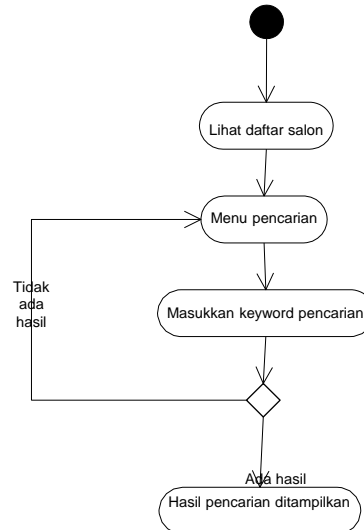 Lihat daftar salon
Menu pencarian
Tidak
ada
hasil
Masukkan keyword pencarian
Ada hasil
Hasil pencarian ditampilkan